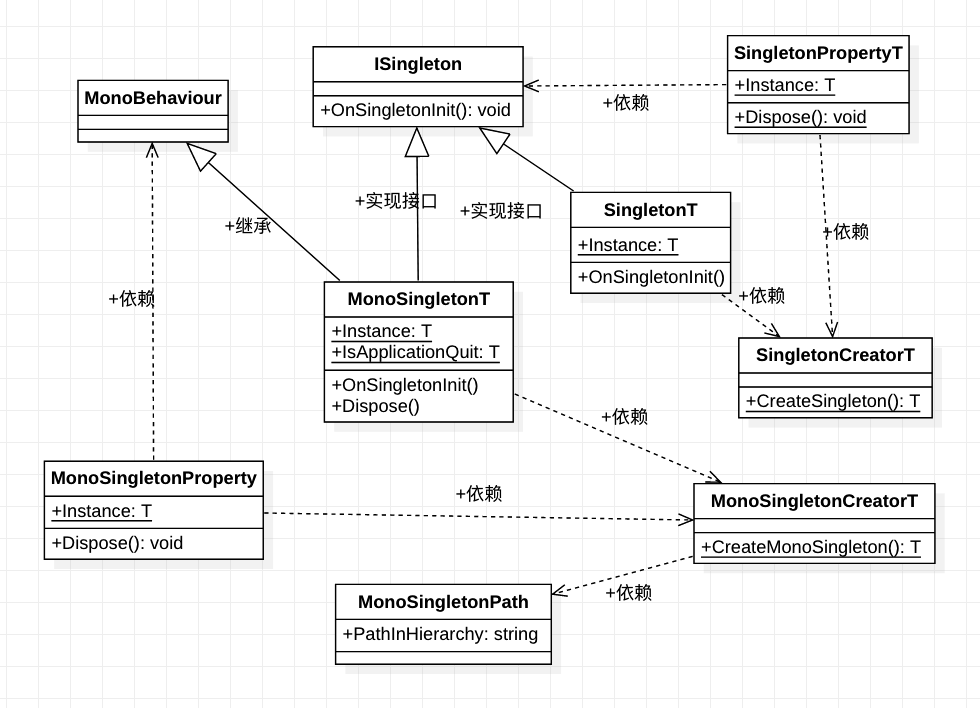 MonoBehaviour
ISingleton
+OnSingletonInit(): void
SingletonPropertyT
+Instance: T
+Dispose(): void
+依赖
+实现接口
+实现接口
+继承
SingletonT
+Instance: T
+OnSingletonInit()
+依赖
+依赖
+依赖
MonoSingletonT
+Instance: T
+IsApplicationQuit: T
+OnSingletonInit()
+Dispose()
SingletonCreatorT
+CreateSingleton(): T
+依赖
MonoSingletonProperty
+Instance: T
+Dispose(): void
+依赖
MonoSingletonCreatorT
+CreateMonoSingleton(): T
+依赖
MonoSingletonPath
+PathInHierarchy: string